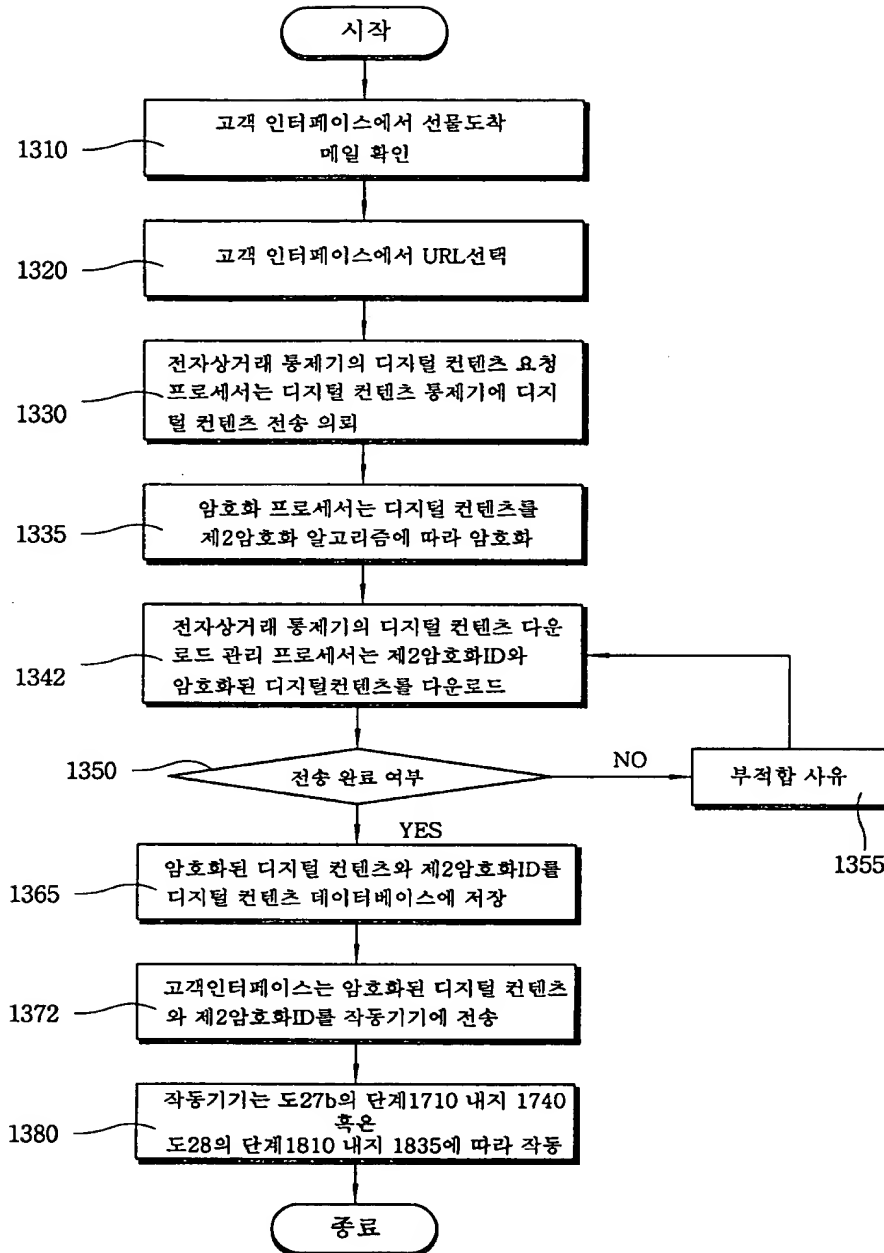 시작
1310
고객 인터페이스에서 선물도착
메일 확인
1320
고객 인터페이스에서 URL선택
1330
전자상거래 통제기의 디지털 컨텐츠 요청
프로세서는 디지털 컨텐츠 통제기에 디지
털 컨텐츠 전송 의뢰
1335
암호화 프로세서는 디지털 컨텐츠를
제2암호화 알고리즘에 따라 암호화
1342
전자상거래 통제기의 디지털 컨텐츠 다운
로드 관리 프로세서는 제2암호화ID와
암호화된 디지털컨텐츠를 다운로드
1350
전송 완료 여부
NO
부적합 사유
1355
YES
1365
암호화된 디지털 컨텐츠와 제2암호화ID를
디지털 컨텐츠 데이터베이스에 저장
1372
고객인터페이스는 암호화된 디지털 컨텐츠
와 제2암호화ID를 작동기기에 전송
1380
작동기기는 도27b의 단계1710 내지 1740
혹은
도28의 단계1810 내지 1835에 따라 작동
종료